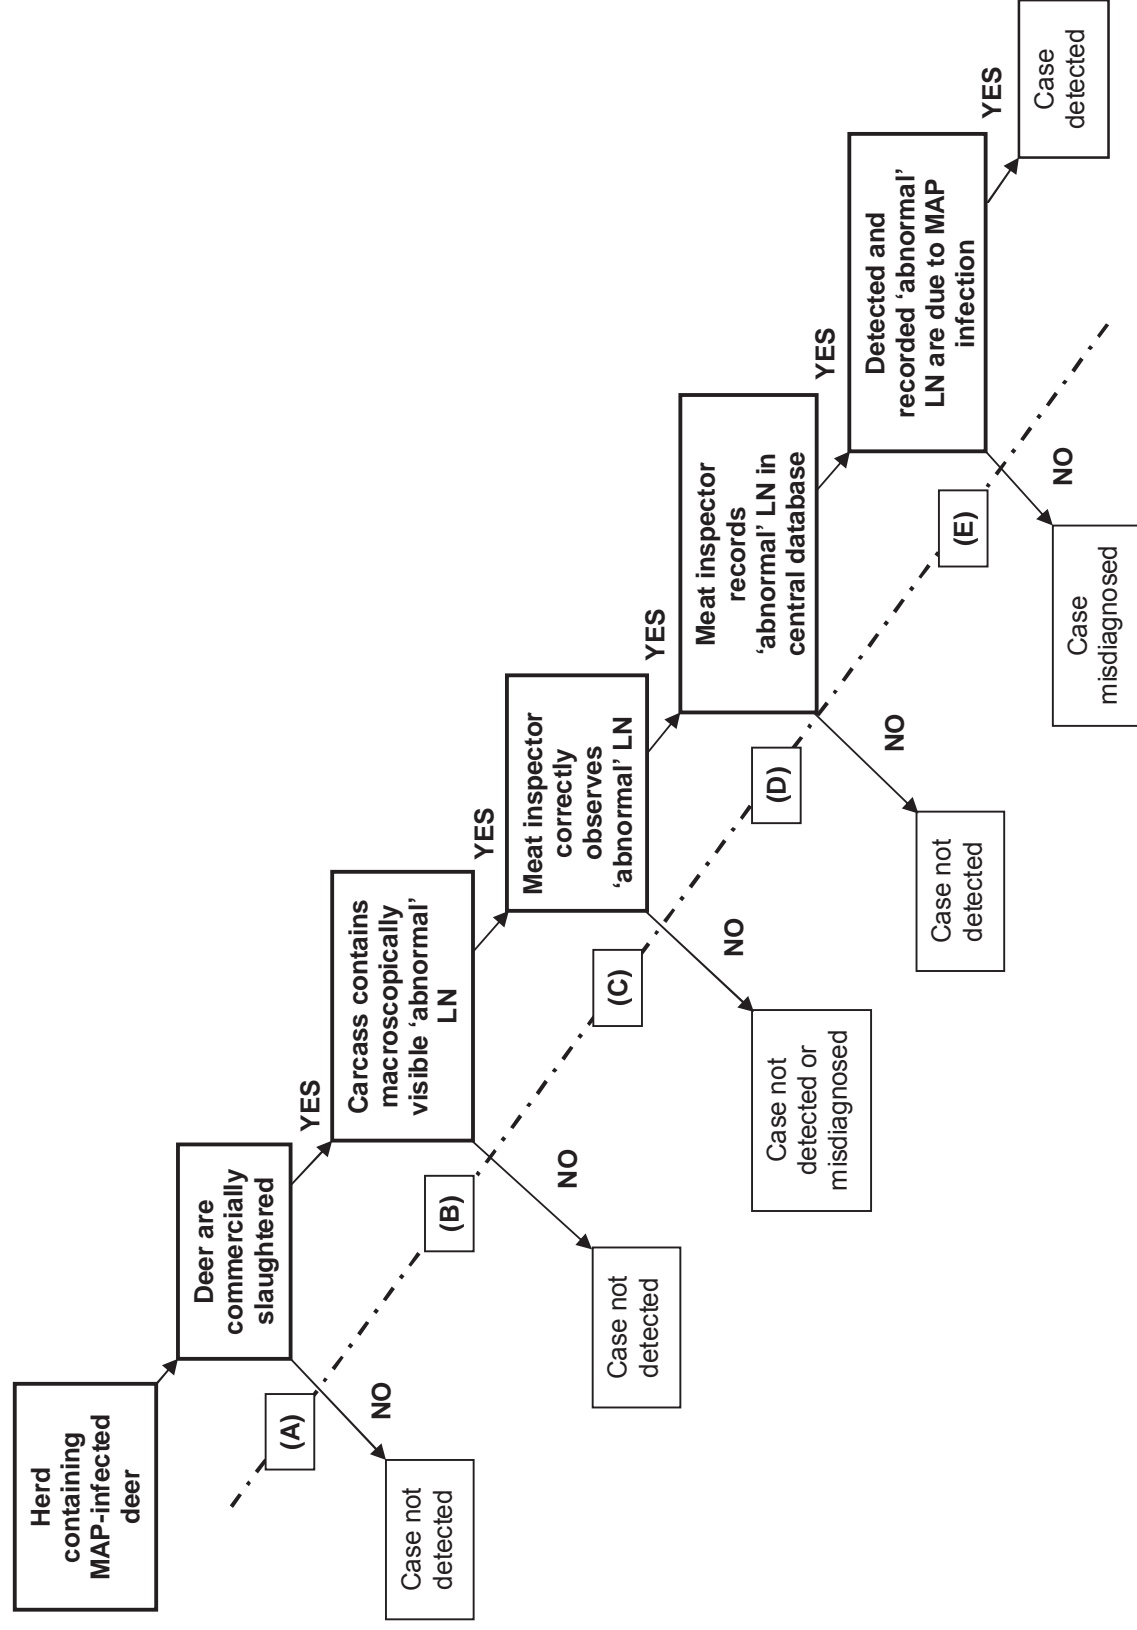 Herd
containing
MAP-infected
deer
Deer are
commercially
slaughtered
(A)
NO
Case not
detected
YES
Carcass contains
macroscopically
visible ‘abnormal’
LN
(B)
NO
Case not
detected
YES
Meat inspector
correctly
observes
‘abnormal’ LN
(C)
NO
Case not
detected or
misdiagnosed
YES
Meat inspector
records
‘abnormal’ LN in
central database
(D)
NO
Case not
detected
YES
Detected and
recorded ‘abnormal’
LN are due to MAP
infection
(E)
NO
Case
misdiagnosed
YES
Case
detected